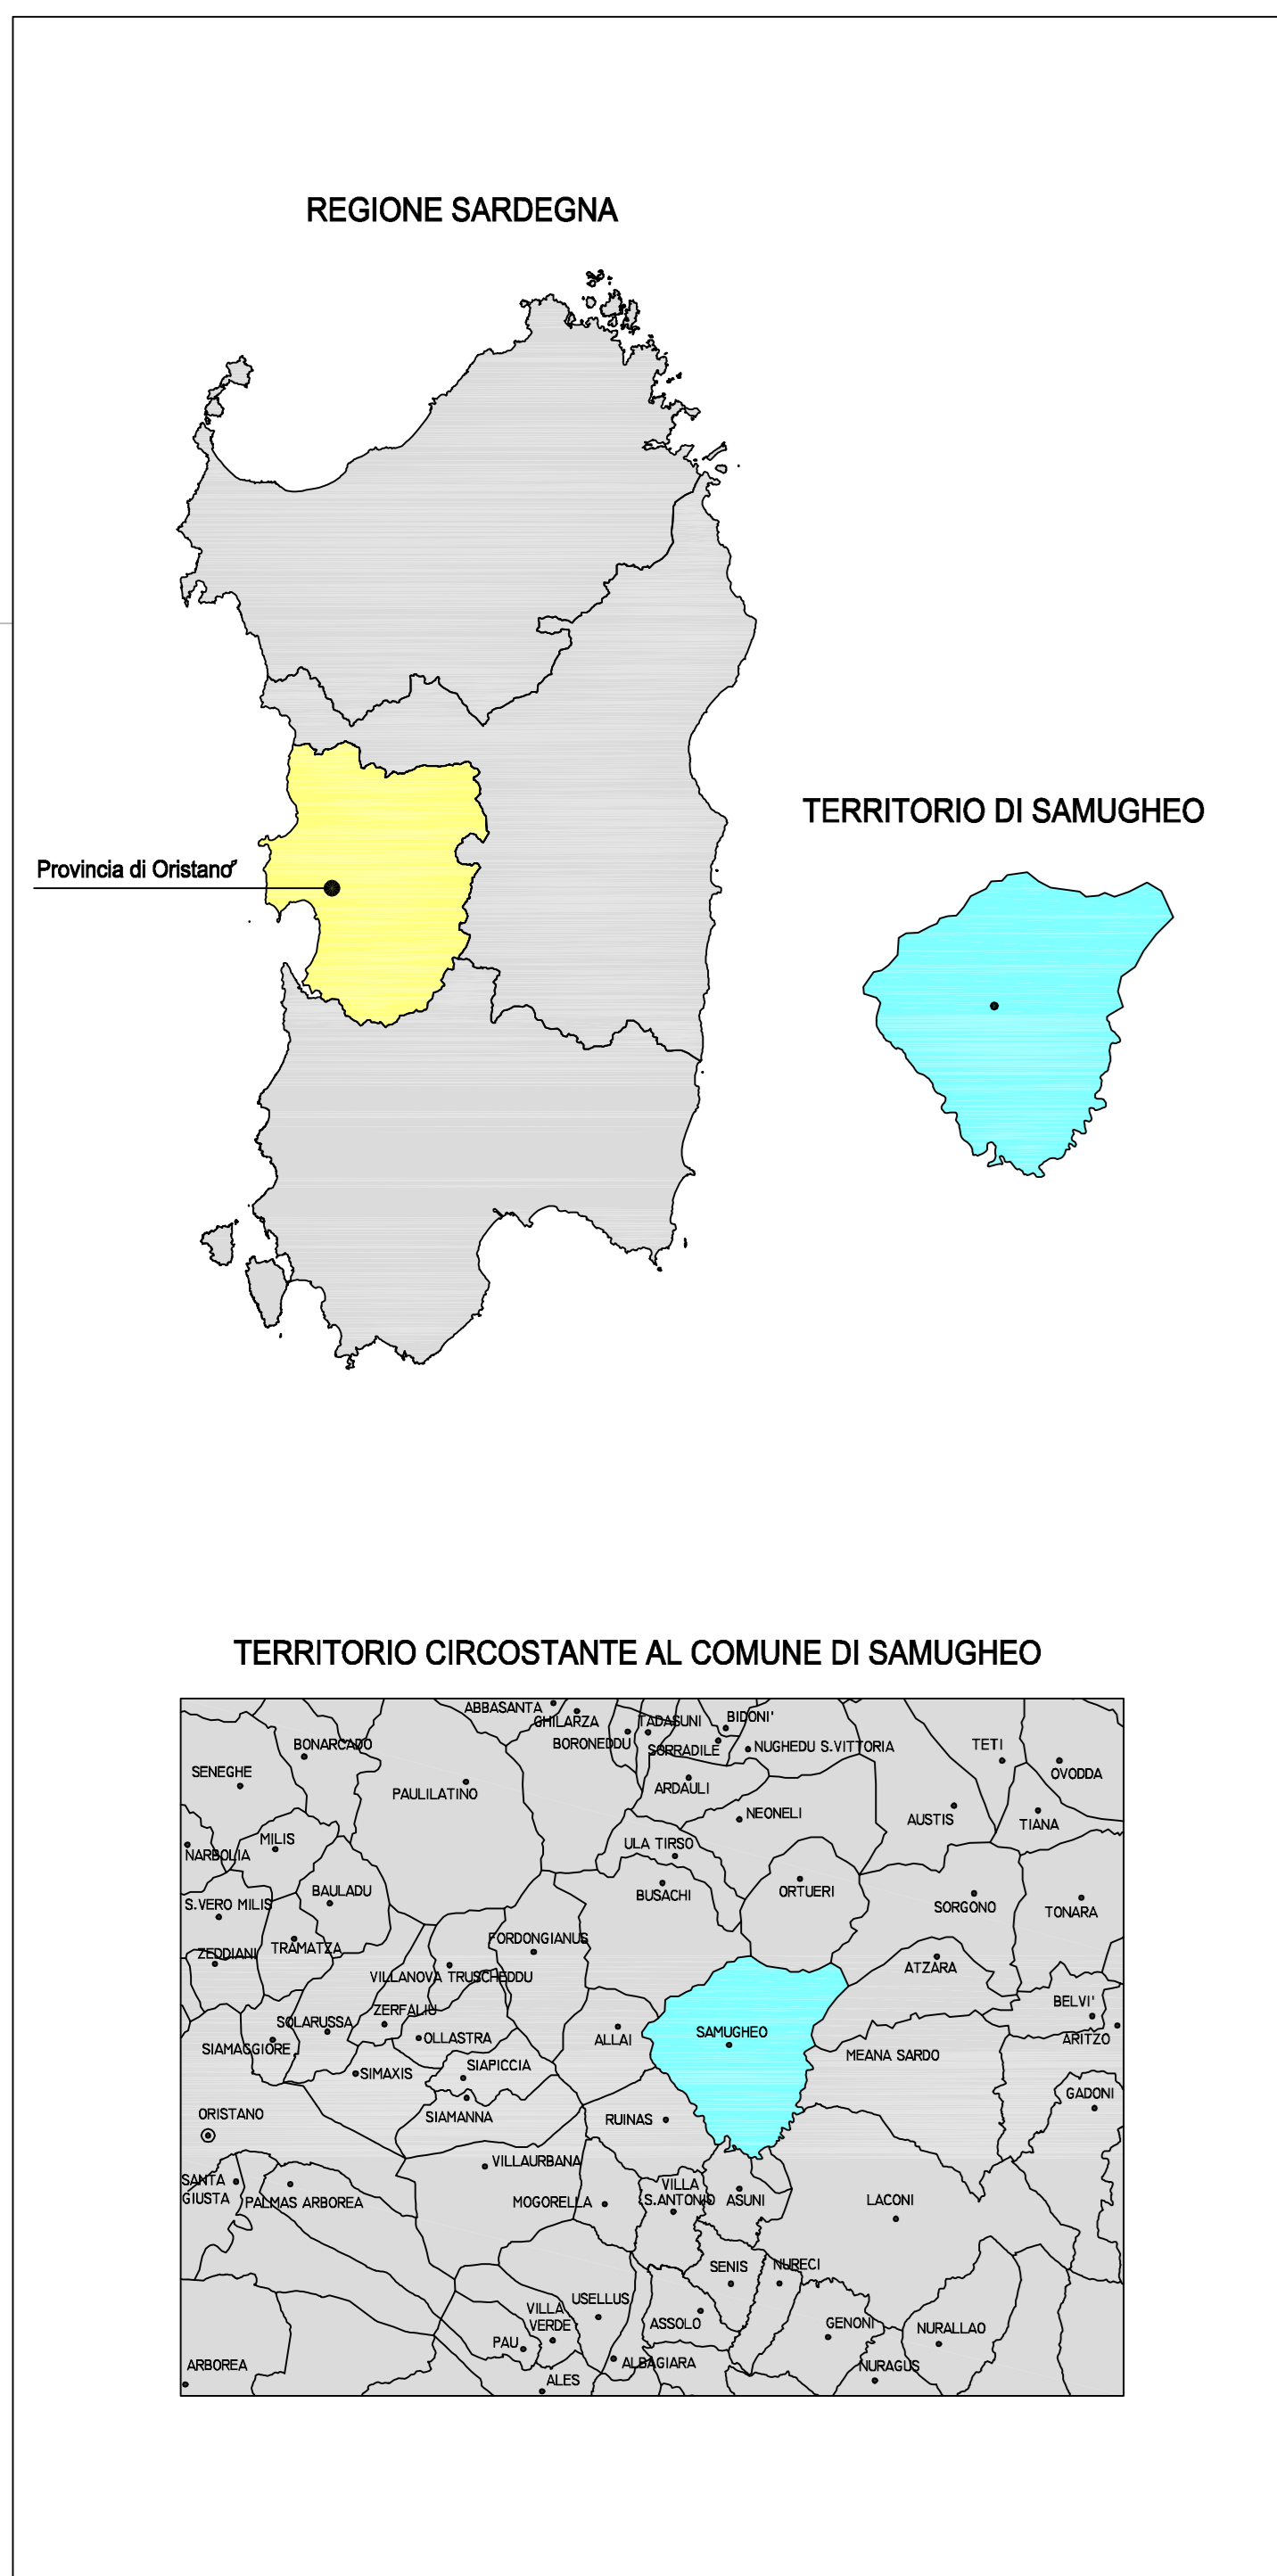 REGIONE SARDEGNA
TERRITORIO DI SAMUGHEO
Provincia di Oristano
TERRITORIO CIRCOSTANTE AL COMUNE DI SAMUGHEO
ABBASANTA
GHILARZA
TADASUNI
BIDONI'
BONARCADO
BORONEDDU
SORRADILE
NUGHEDU S.VITTORIA
TETI
SENEGHE
OVODDA
PAULILATINO
ARDAULI
NEONELI
AUSTIS
TIANA
MILIS
ULA TIRSO
NARBOLIA
BAULADU
BUSACHI
ORTUERI
S.VERO MILIS
SORGONO
TONARA
FORDONGIANUS
TRAMATZA
ZEDDIANI
ATZARA
VILLANOVA TRUSCHEDDU
BELVI'
ZERFALIU
SOLARUSSA
SAMUGHEO
OLLASTRA
ALLAI
ARITZO
SIAMAGGIORE
MEANA SARDO
SIAPICCIA
SIMAXIS
GADONI
ORISTANO
SIAMANNA
RUINAS
VILLAURBANA
SANTA
GIUSTA
PALMAS ARBOREA
MOGORELLA
VILLA
S.ANTONIO
ASUNI
LACONI
SENIS
NURECI
USELLUS
VILLA
VERDE
ASSOLO
GENONI
NURALLAO
PAU
ALBAGIARA
NURAGUS
ARBOREA
ALES